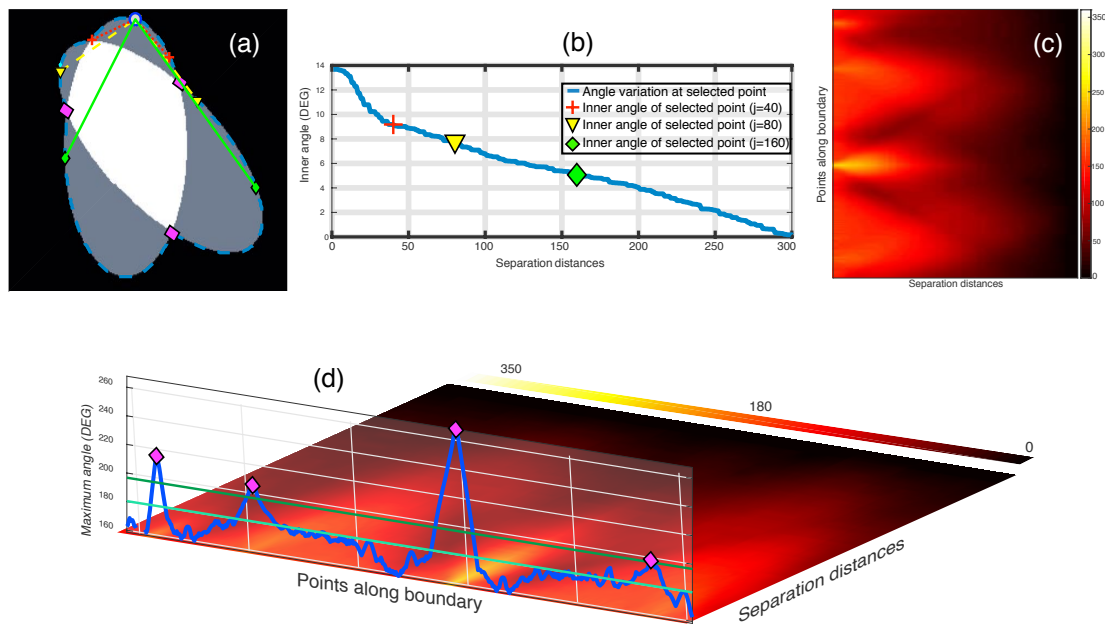 (a)
(b)
(c)
14
12
10
8
6
4
2
0
Inner angle (DEG)
Angle variation at selected point
Inner angle of selected point (j=40)
Inner angle of selected point (j=80)
Inner angle of selected point (j=160)
0
50
100
150
200
250
300
Separation distances
Points along boundary
Separation distances
350
300
250
200
150
100
50
0
(d)
260
240
220
200
180
160
Maximum angle (DEG)
Points along boundary
350
180
0
Separation distances